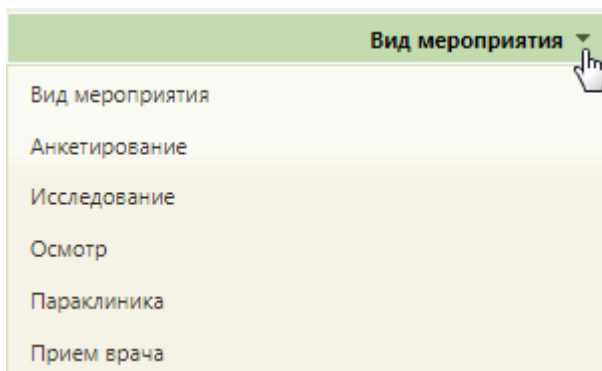 Вид мероприятия
Вид мероприятия
Анкетирование
Исследование
Осмотр
Параклиника
Прием врача